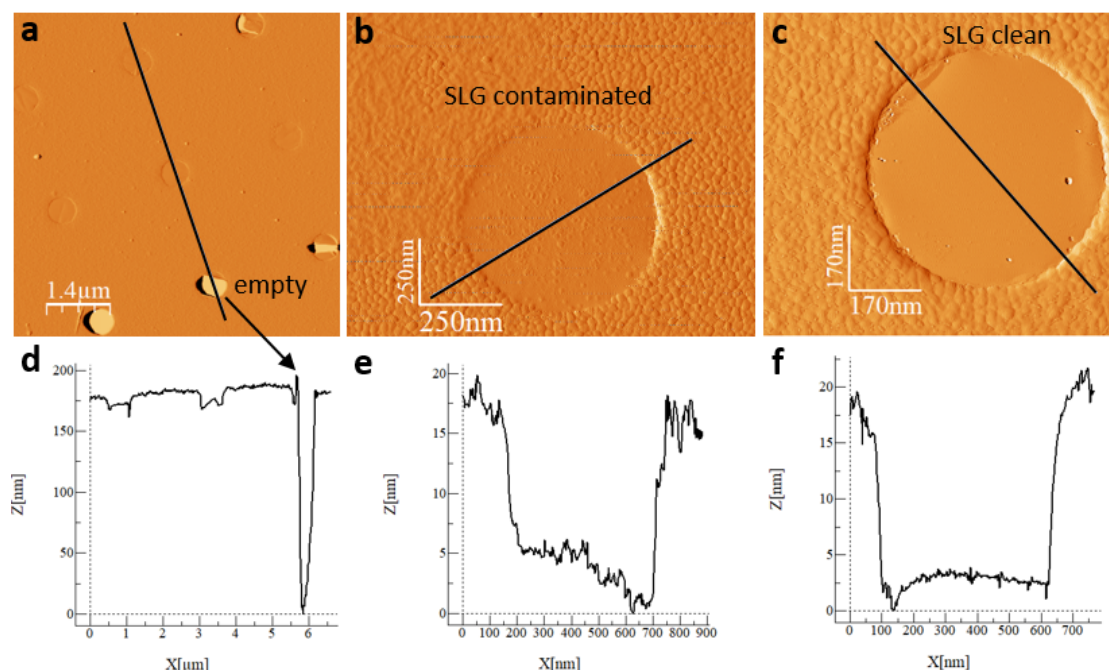 a
b
c
SLG clean
SLG contaminated
empty
1.4µm
250nm
250nm
170nm
170nm
d
e
f
200
150
100
50
0
Z[nm]
0 1 2 3 4 5 6
X[µm]
20
15
10
5
0
Z[nm]
0 100 200 300 400 500 600 700 800 900
X[nm]
20
15
10
5
0
Z[nm]
0 100 200 300 400 500 600 700
X[nm]